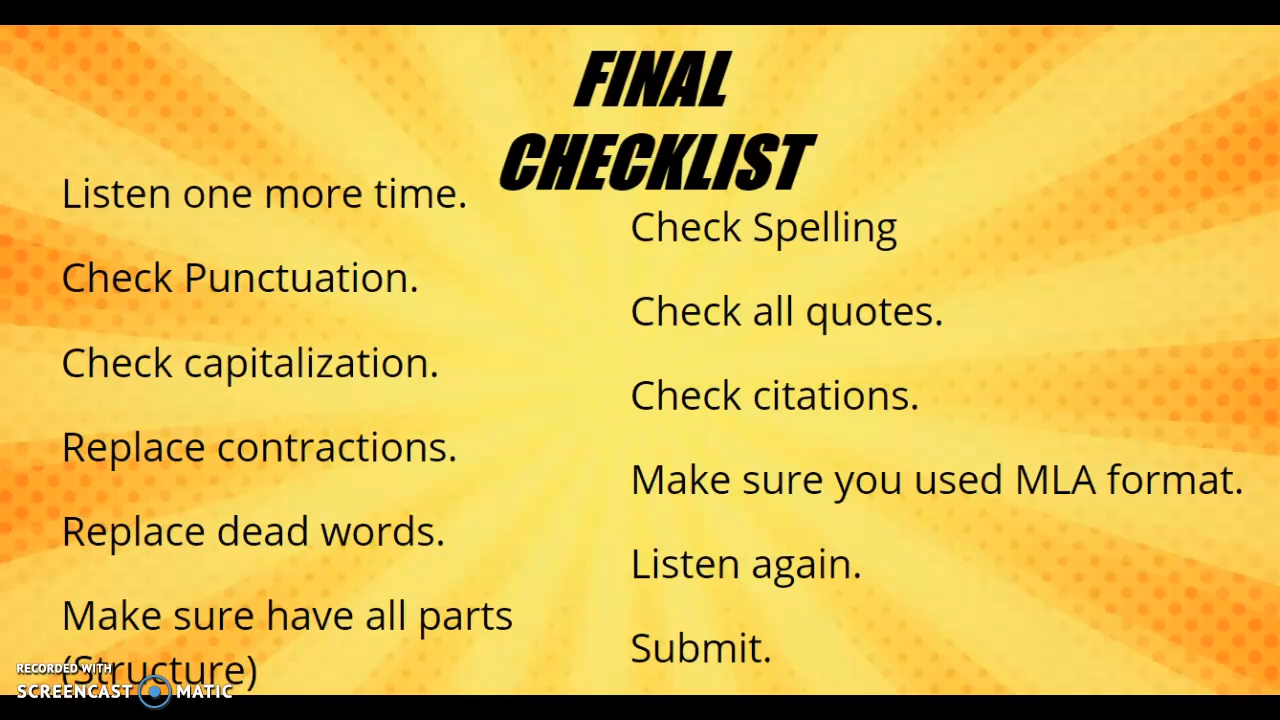 FINAL
CHECKLIST
Listen one more time.
Check Punctuation.
Check capitalization.
Replace contractions.
Replace dead words.
Make sure have all parts
(Structure)
Check Spelling
Check all quotes.
Check citations.
Make sure you used MLA format.
Listen again.
Submit.
RECORDED WITH
SCREENCAST MATIC